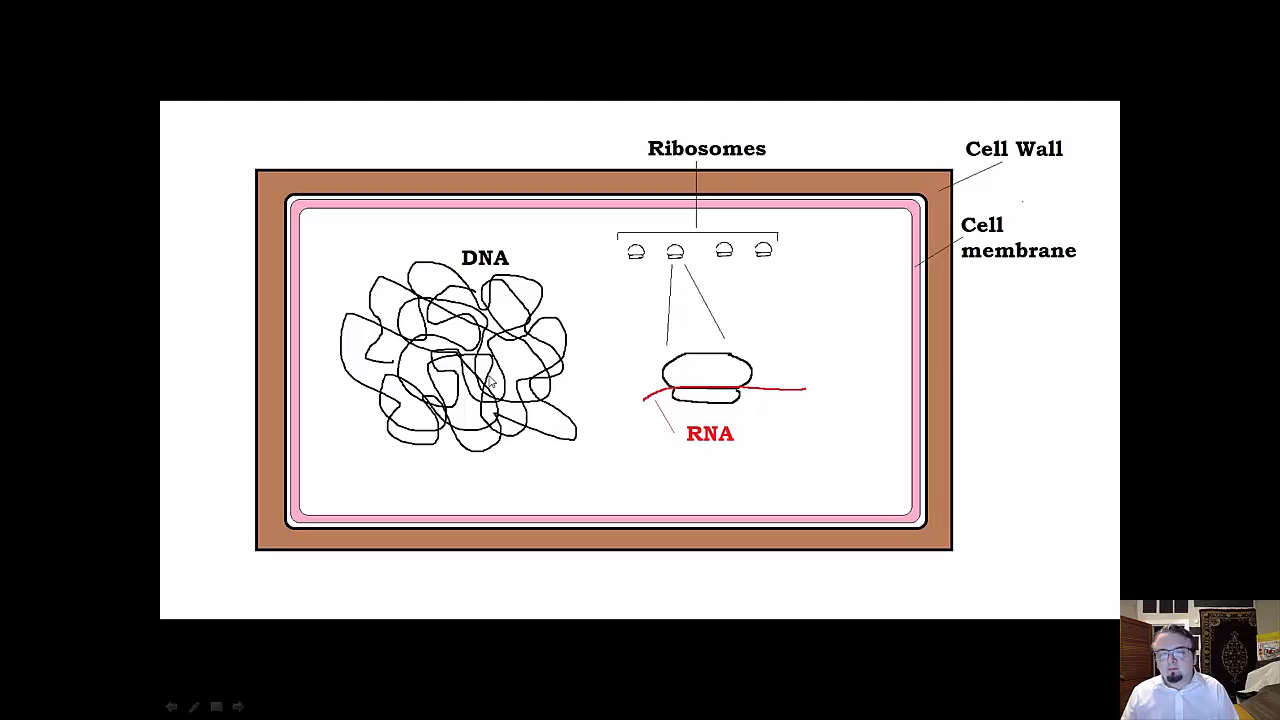 Ribosomes
Cell Wall
Cell
membrane
DNA
RNA